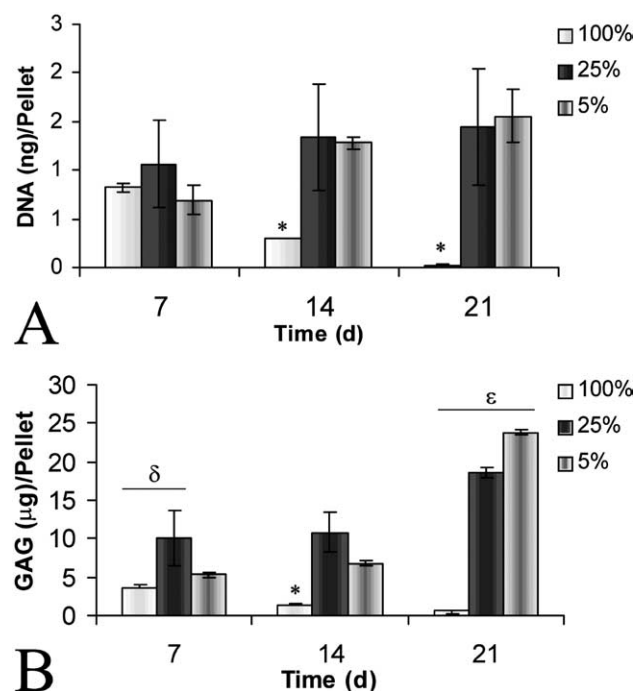 3
2
2
1
1
0
DNA (ng)/Pellet
100%
25%
5%
*
*
7 14 21
Time (d)
A
30
25
20
15
10
5
0
GAG (μg)/Pellet
100%
25%
5%
δ
*
ε
7 14 21
Time (d)
B